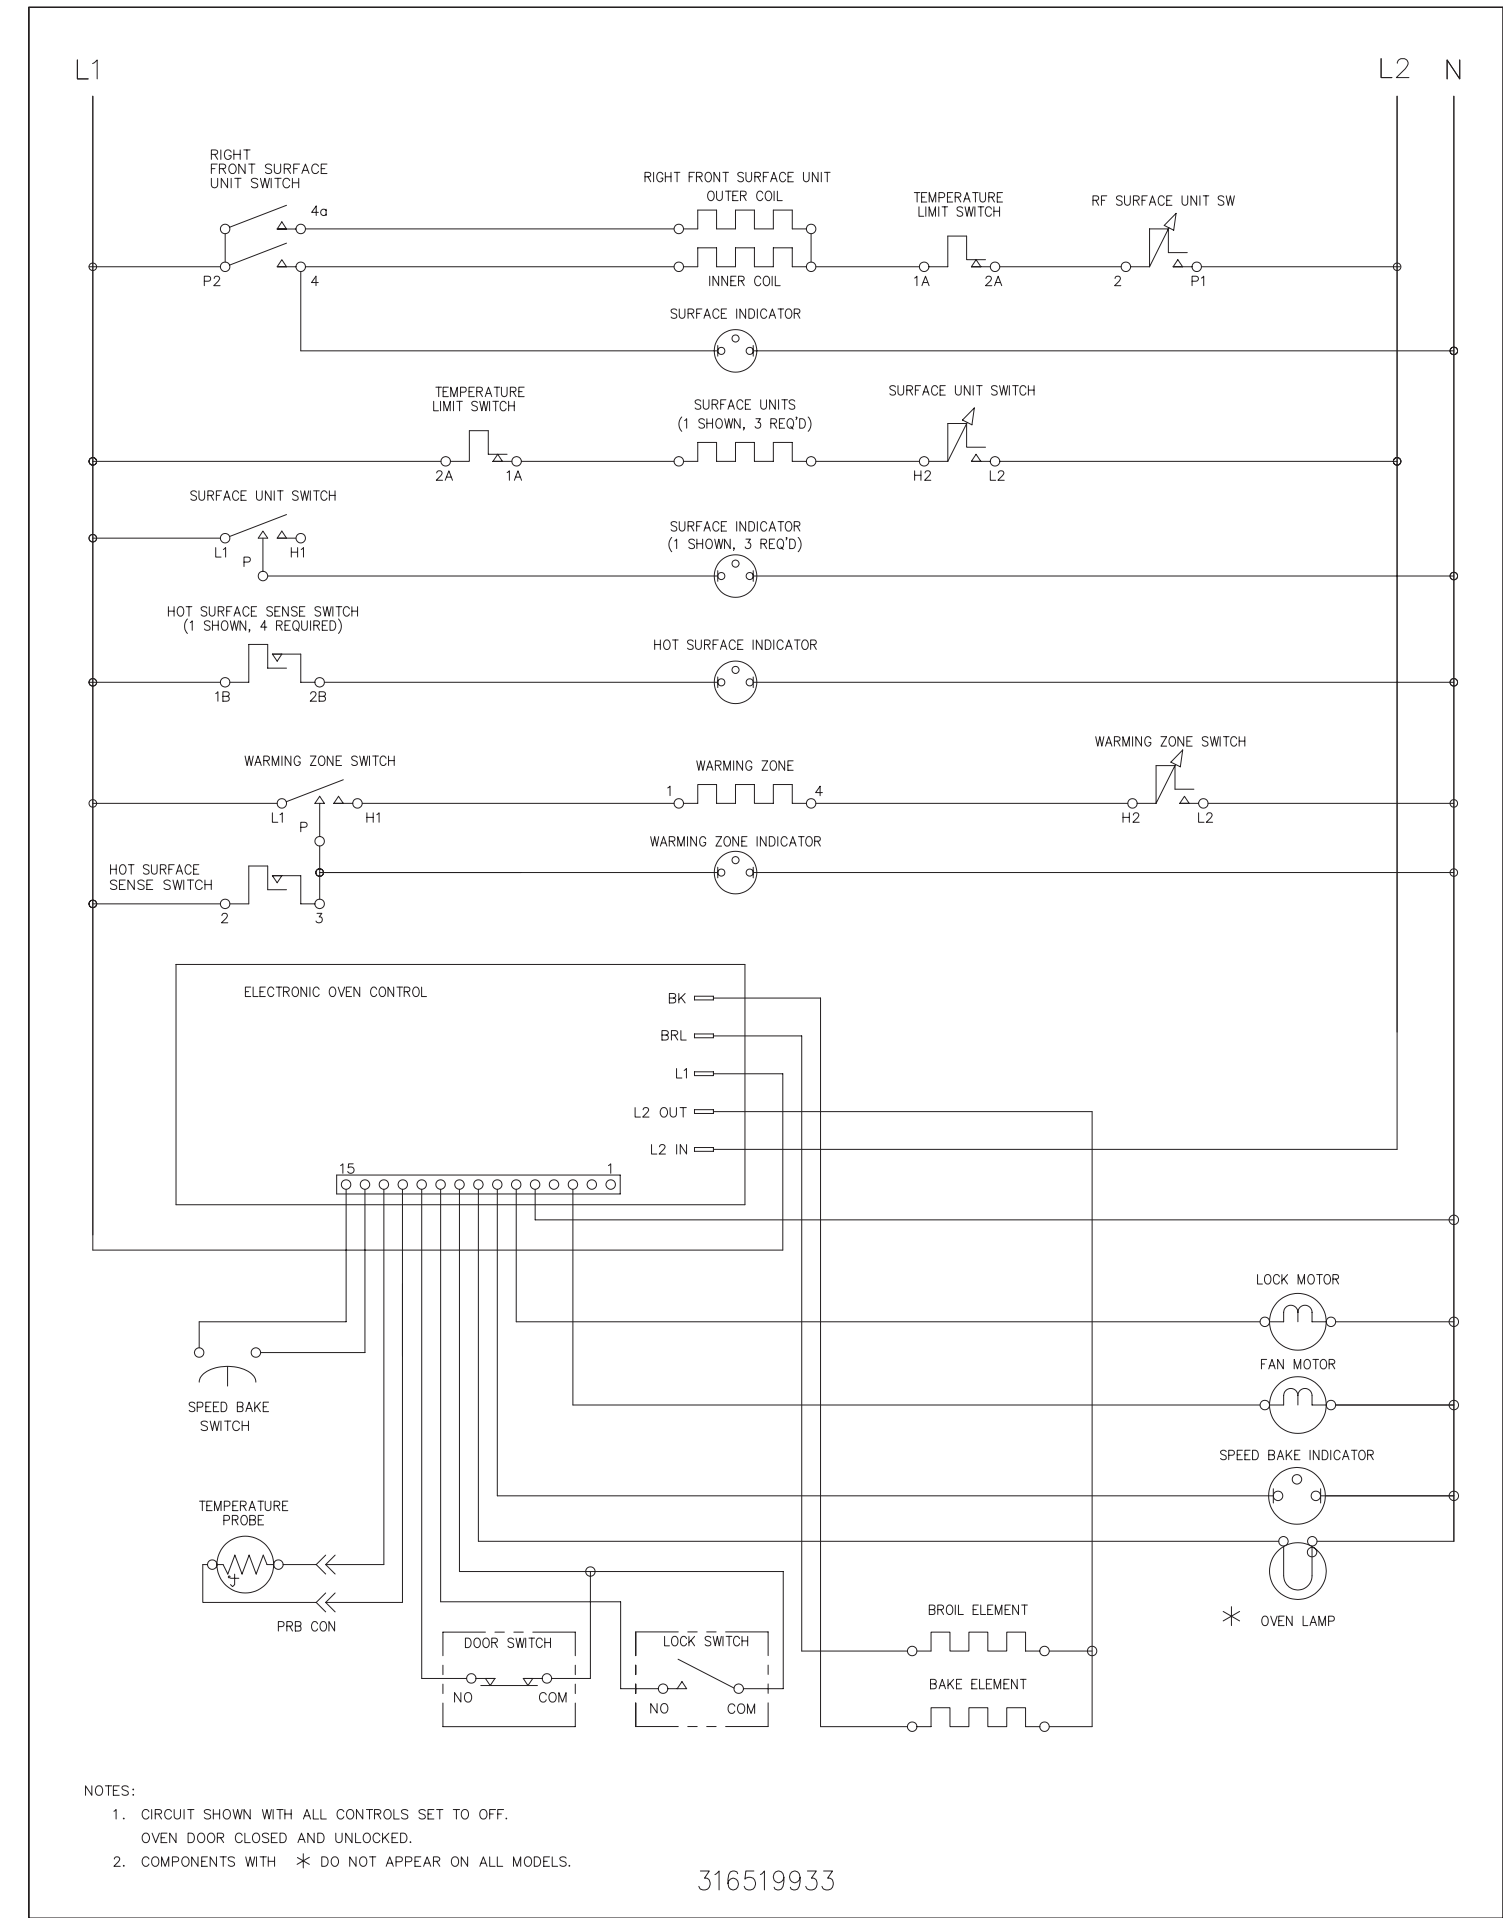 L1
L2 N
RIGHT
FRONT SURFACE
UNIT SWITCH
4a
P2
4
RIGHT FRONT SURFACE UNIT
OUTER COIL
INNER COIL
TEMPERATURE
LIMIT SWITCH
1A
2A
RF SURFACE UNIT SW
2
P1
SURFACE INDICATOR
TEMPERATURE
LIMIT SWITCH
2A
1A
SURFACE UNITS
(1 SHOWN, 3 REQ'D)
SURFACE UNIT SWITCH
H2
L2
SURFACE UNIT SWITCH
L1
H1
P
SURFACE INDICATOR
(1 SHOWN, 3 REQ'D)
HOT SURFACE SENSE SWITCH
(1 SHOWN, 4 REQUIRED)
1B
2B
HOT SURFACE INDICATOR
WARMING ZONE SWITCH
L1
H1
P
WARMING ZONE
1
4
WARMING ZONE SWITCH
H2
L2
WARMING ZONE INDICATOR
HOT SURFACE
SENSE SWITCH
2
3
ELECTRONIC OVEN CONTROL
BK
BRL
L1
L2 OUT
L2 IN
15
1
LOCK MOTOR
FAN MOTOR
SPEED BAKE INDICATOR
SPEED BAKE
SWITCH
TEMPERATURE
PROBE
PRB CON
DOOR SWITCH
NO
COM
LOCK SWITCH
NO
COM
BROIL ELEMENT
BAKE ELEMENT
* OVEN LAMP
NOTES:
1. CIRCUIT SHOWN WITH ALL CONTROLS SET TO OFF.
OVEN DOOR CLOSED AND UNLOCKED.
2. COMPONENTS WITH * DO NOT APPEAR ON ALL MODELS.
316519933